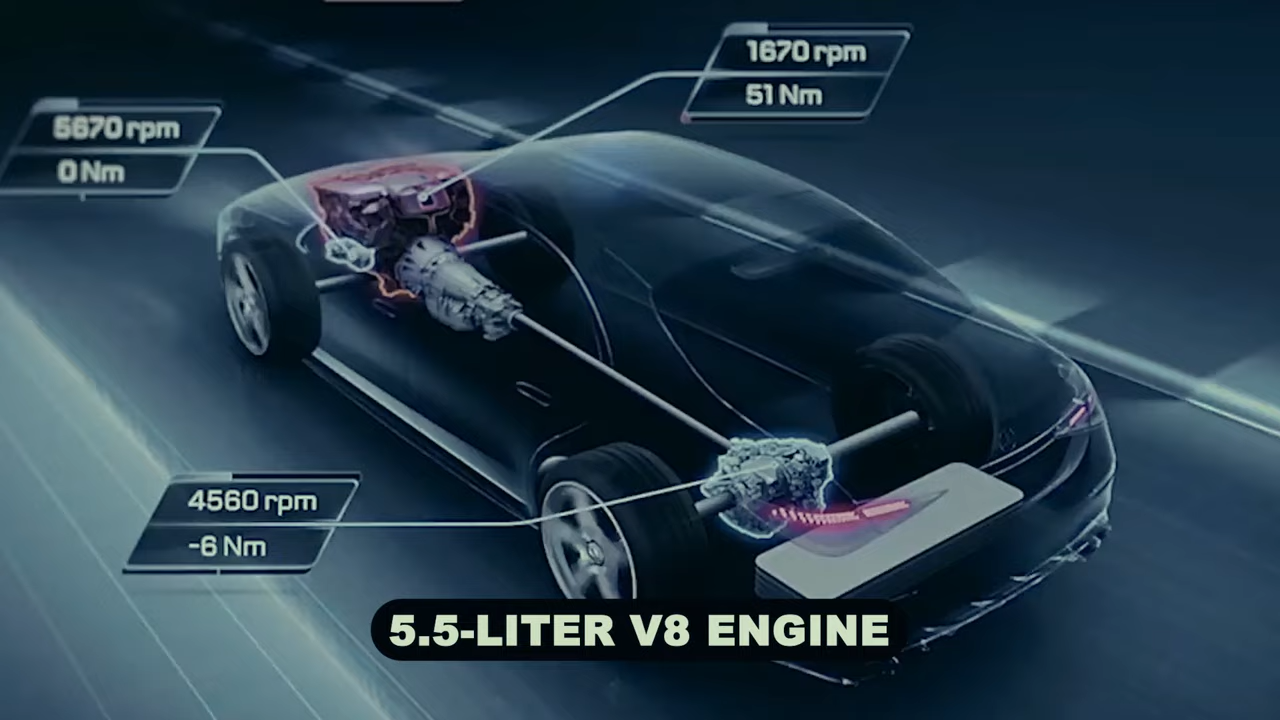 1670 rpm
51 Nm
5670 rpm
0 Nm
4560 rpm
-6 Nm
5.5-LITER V8 ENGINE